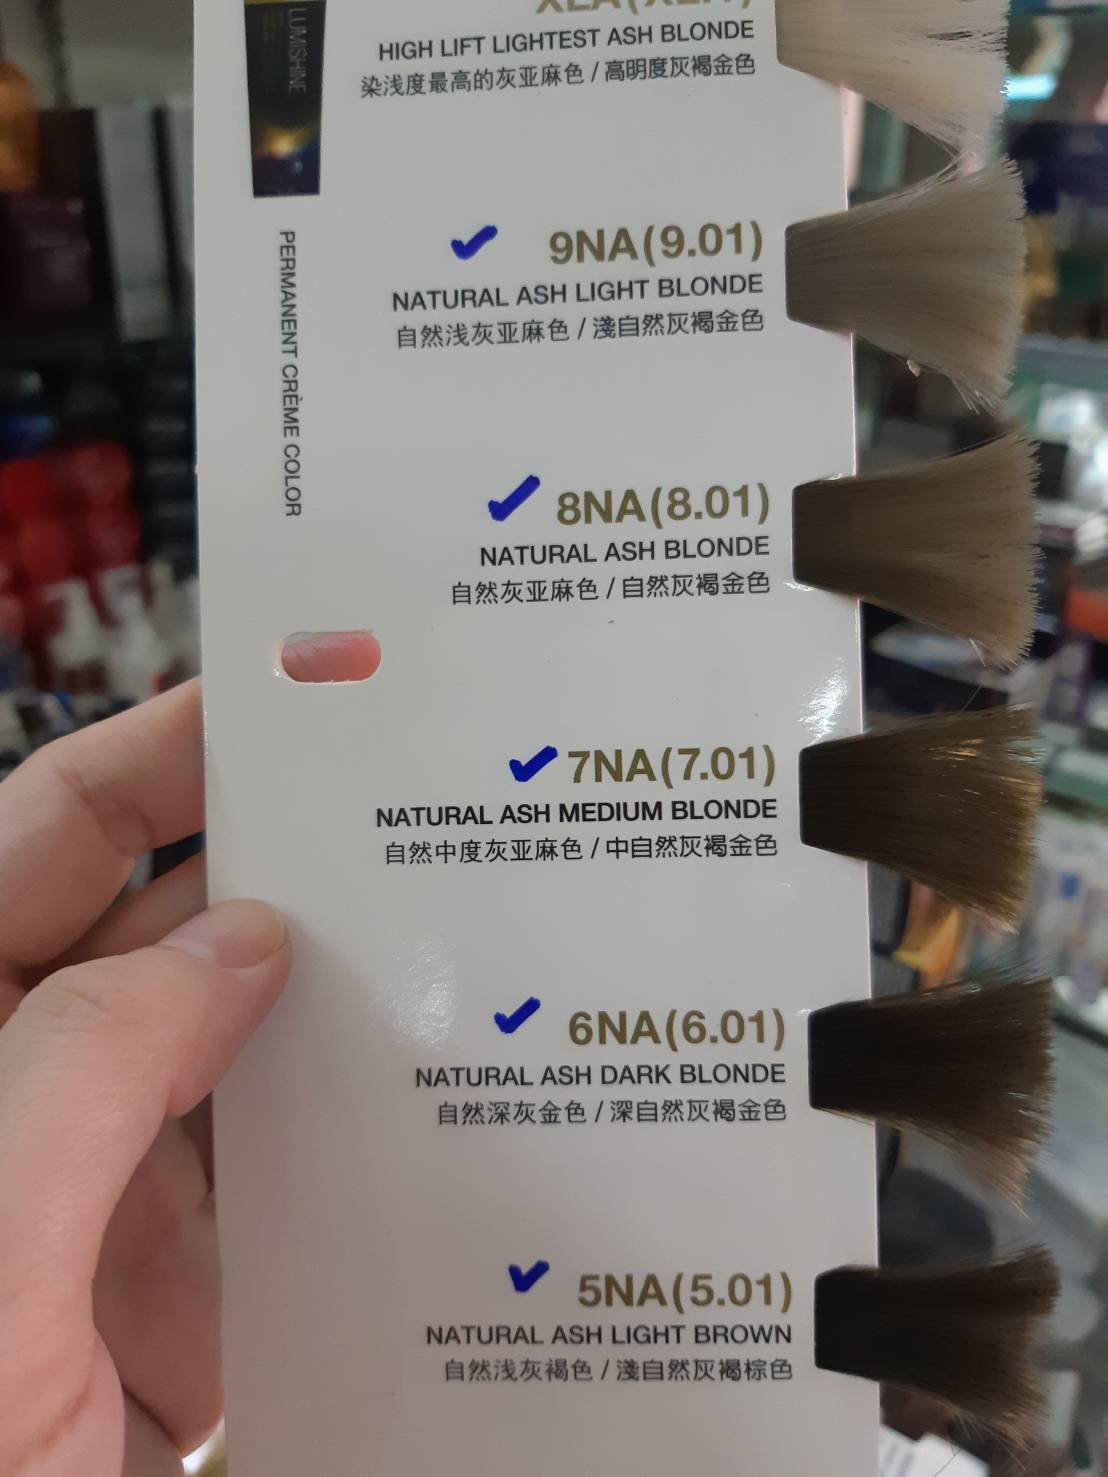 LUMISHINE
PERMANENT CRÈME COLOR
HIGH LIFT LIGHTEST ASH BLONDE
染浅度最高的灰亚麻色 / 高明度灰褐金色
9NA(9.01)
NATURAL ASH LIGHT BLONDE
自然浅灰亚麻色 / 淺自然灰褐金色
8NA(8.01)
NATURAL ASH BLONDE
自然灰亚麻色 / 自然灰褐金色
7NA(7.01)
NATURAL ASH MEDIUM BLONDE
自然中度灰亚麻色 / 中自然灰褐金色
6NA(6.01)
NATURAL ASH DARK BLONDE
自然深灰金色 / 深自然灰褐金色
5NA(5.01)
NATURAL ASH LIGHT BROWN
自然浅灰褐色 / 淺自然灰褐棕色